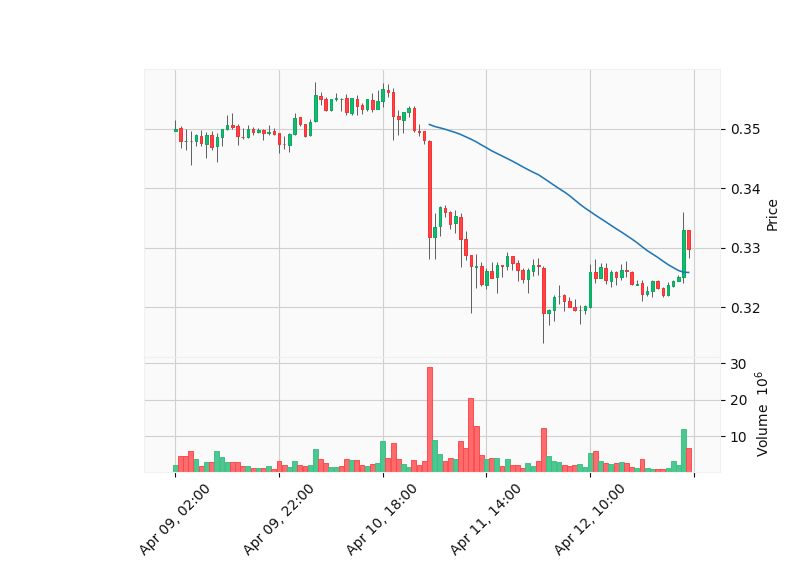 0.35
0.34
0.33
0.32
Price
30
20
10
Volume 10^6
Apr 09, 02:00
Apr 09, 22:00
Apr 10, 18:00
Apr 11, 14:00
Apr 12, 10:00